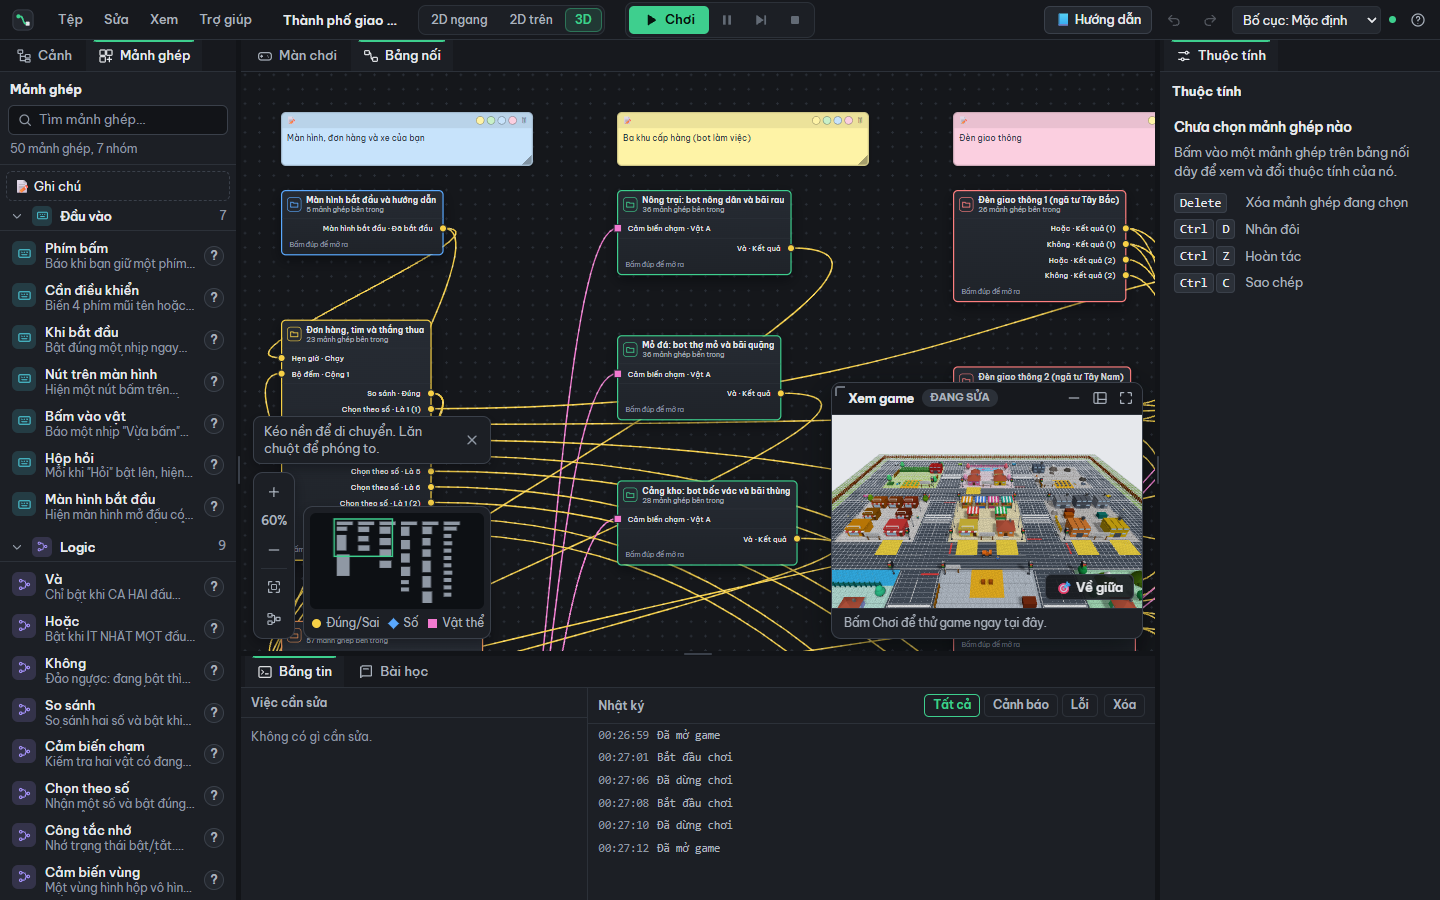 Tệp Sửa Xem Trợ giúp Thành phố giao ... 2D ngang 2D trên 3D Chơi Hướng dẫn Bố cục: Mặc định
Cảnh Mảnh ghép
Mảnh ghép
Tìm mảnh ghép...
50 mảnh ghép, 7 nhóm
Ghi chú
Đầu vào 7
Phím bấm
Báo khi bạn giữ một phím...
Cần điều khiển
Biến 4 phím mũi tên hoặc...
Khi bắt đầu
Bật đúng một nhịp ngay...
Nút trên màn hình
Hiện một nút bấm trên...
Bấm vào vật
Báo một nhịp "Vừa bấm"...
Hộp hỏi
Mỗi khi "Hỏi" bật lên, hiện...
Màn hình bắt đầu
Hiện màn hình mở đầu có...
Logic 9
Và
Chỉ bật khi CẢ HAI đầu...
Hoặc
Bật khi ÍT NHẤT MỘT đầu...
Không
Đảo ngược: đang bật thì...
So sánh
So sánh hai số và bật khi...
Cảm biến chạm
Kiểm tra hai vật có đang...
Chọn theo số
Nhận một số và bật đúng...
Công tắc nhớ
Nhớ trạng thái bật/tắt....
Cảm biến vùng
Một vùng hình hộp vô hìn...
Màn chơi Bảng nối
Màn hình, đơn hàng và xe của bạn
Ba khu cấp hàng (bot làm việc)
Đèn giao thông
Màn hình bắt đầu và hướng dẫn
5 mảnh ghép bên trong
Màn hình bắt đầu · Đã bắt đầu
Bấm đúp để mở ra
Đơn hàng, tim và thắng thua
23 mảnh ghép bên trong
Hẹn giờ · Chạy
Bộ đếm · Cộng 1
So sánh · Đúng
Chọn theo số · Là 1 (1)
Chọn theo số · Là 5
Chọn theo số · Là 6
Chọn theo số · Là 1 (2)
57 mảnh ghép bên trong
Nông trại: bot nông dân và bãi rau
36 mảnh ghép bên trong
Cảm biến chạm · Vật A
Và · Kết quả
Bấm đúp để mở ra
Mỏ đá: bot thợ mỏ và bãi quặng
36 mảnh ghép bên trong
Cảm biến chạm · Vật A
Và · Kết quả
Bấm đúp để mở ra
Cảng kho: bot bốc vác và bãi thùng
28 mảnh ghép bên trong
Cảm biến chạm · Vật A
Và · Kết quả
Bấm đúp để mở ra
Đèn giao thông 1 (ngã tư Tây Bắc)
26 mảnh ghép bên trong
Hoặc · Kết quả (1)
Không · Kết quả (1)
Hoặc · Kết quả (2)
Không · Kết quả (2)
Bấm đúp để mở ra
Đèn giao thông 2 (ngã tư Tây Nam)
Kéo nền để di chuyển. Lăn
chuột để phóng to.
60%
Đúng/Sai Số Vật thể
Xem game ĐANG SỬA
Về giữa
Bấm Chơi để thử game ngay tại đây.
Bảng tin Bài học
Việc cần sửa
Không có gì cần sửa.
Nhật ký Tất cả Cảnh báo Lỗi Xóa
00:26:59 Đã mở game
00:27:01 Bắt đầu chơi
00:27:06 Đã dừng chơi
00:27:08 Bắt đầu chơi
00:27:10 Đã dừng chơi
00:27:12 Đã mở game
Thuộc tính
Thuộc tính
Chưa chọn mảnh ghép nào
Bấm vào một mảnh ghép trên bảng nối
dây để xem và đổi thuộc tính của nó.
Delete Xóa mảnh ghép đang chọn
Ctrl D Nhân đôi
Ctrl Z Hoàn tác
Ctrl C Sao chép